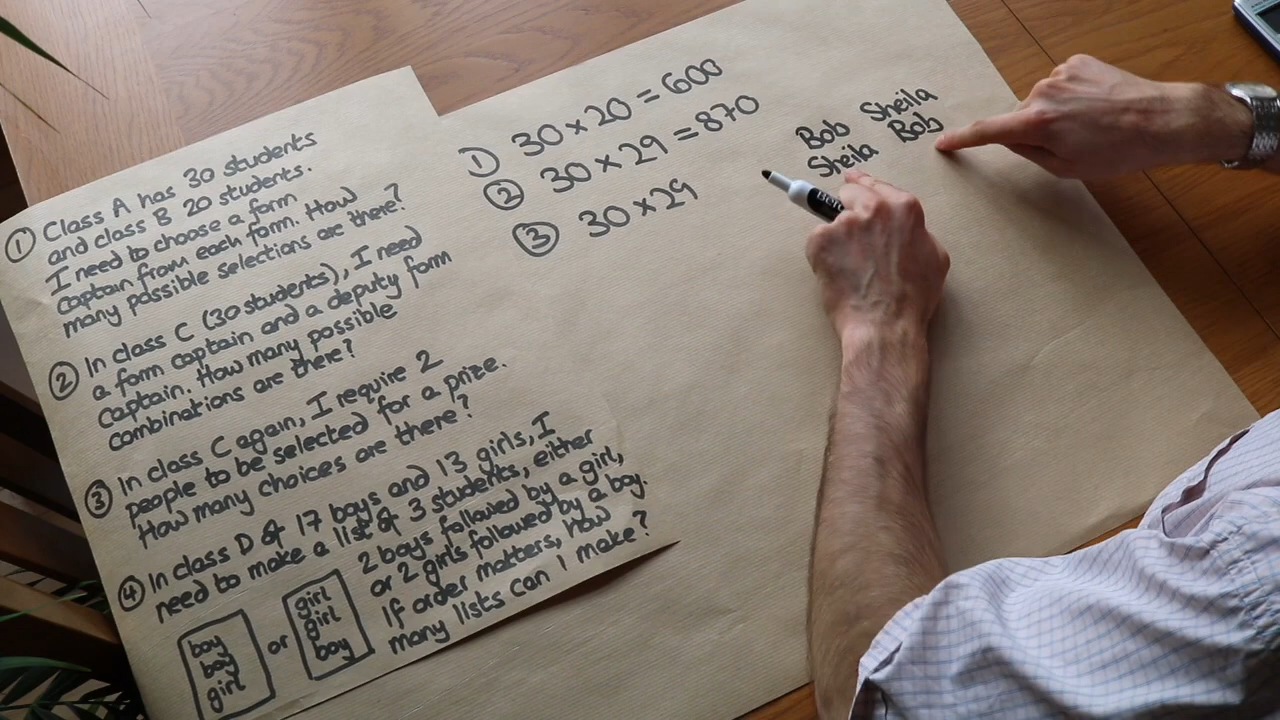 ① Class A has 30 students
and class B 20 students.
I need to choose a form
captain from each form. How
many possible selections are there?
② In class C (30 students), I need
a form captain and a deputy form
captain. How many possible
combinations are there?
③ In class C again, I require 2
people to be selected for a prize.
How many choices are there?
④ In class D of 17 boys and 13 girls, I
need to make a list of 3 students, either
2 boys followed by a girl,
or 2 girls followed by a boy.
If order matters, how
many lists can I make?
boy
boy
girl
or
girl
girl
boy
1) 30 × 20 = 600
② 30 × 29 = 870
③ 30 × 29
Bob Sheila
Sheila Bob